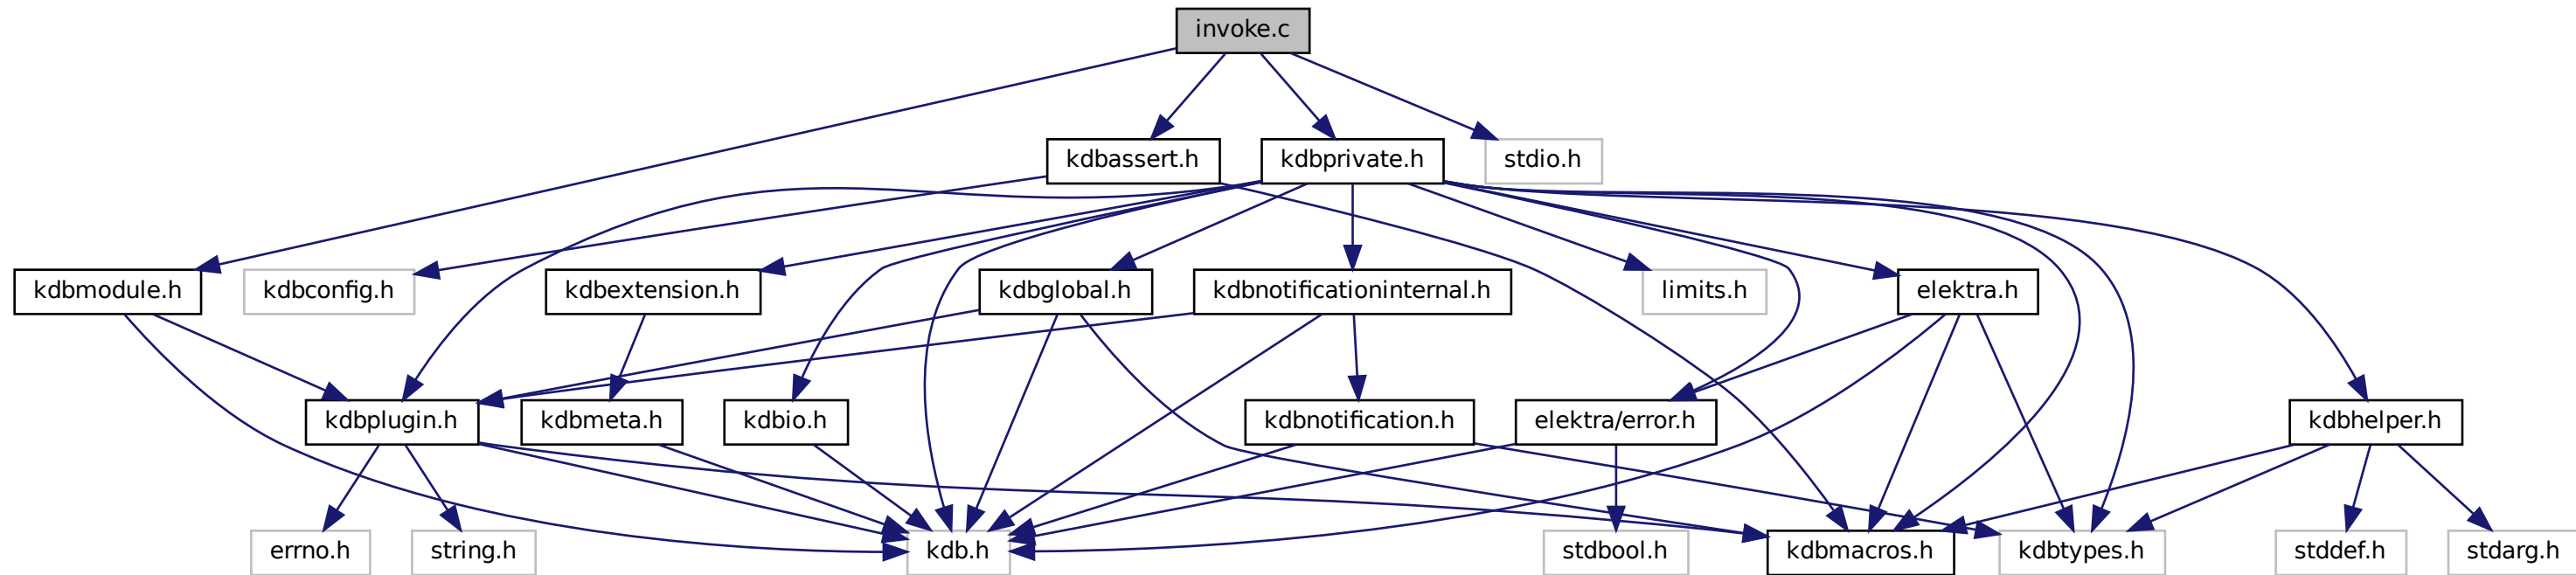 invoke.c
kdbassert.h
kdbprivate.h
stdio.h
kdbmodule.h
kdbconfig.h
kdbextension.h
kdbglobal.h
kdbnotificationinternal.h
limits.h
elektra.h
kdbplugin.h
kdbmeta.h
kdbio.h
kdbnotification.h
elektra/error.h
kdbhelper.h
errno.h
string.h
kdb.h
stdbool.h
kdbmacros.h
kdbtypes.h
stddef.h
stdarg.h